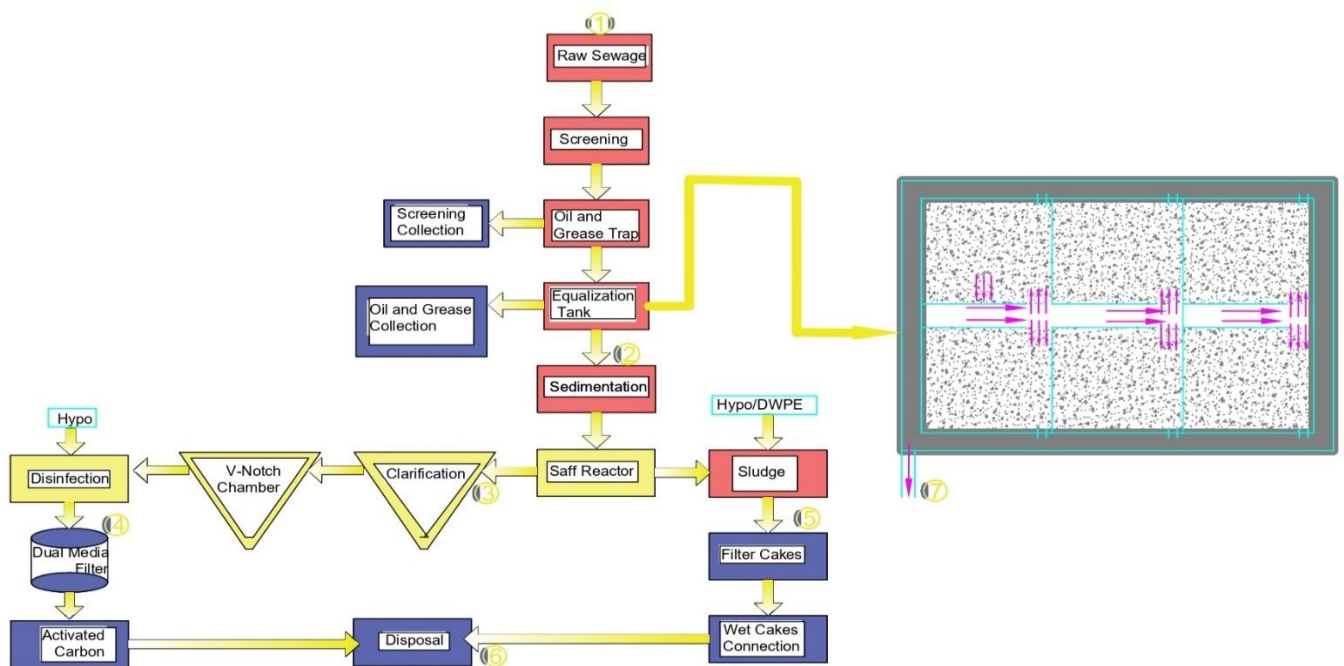 ①
Raw Sewage
Screening
Screening
Collection
Oil and
Grease Trap
Oil and Grease
Collection
Equalization
Tank
②
Sedimentation
Hypo
Hypo/DWPE
Disinfection
V-Notch
Chamber
Clarification
③
Saff Reactor
Sludge
⑦
④
Dual Media
Filter
⑤
Filter Cakes
Activated
Carbon
Disposal
⑥
Wet Cakes
Connection